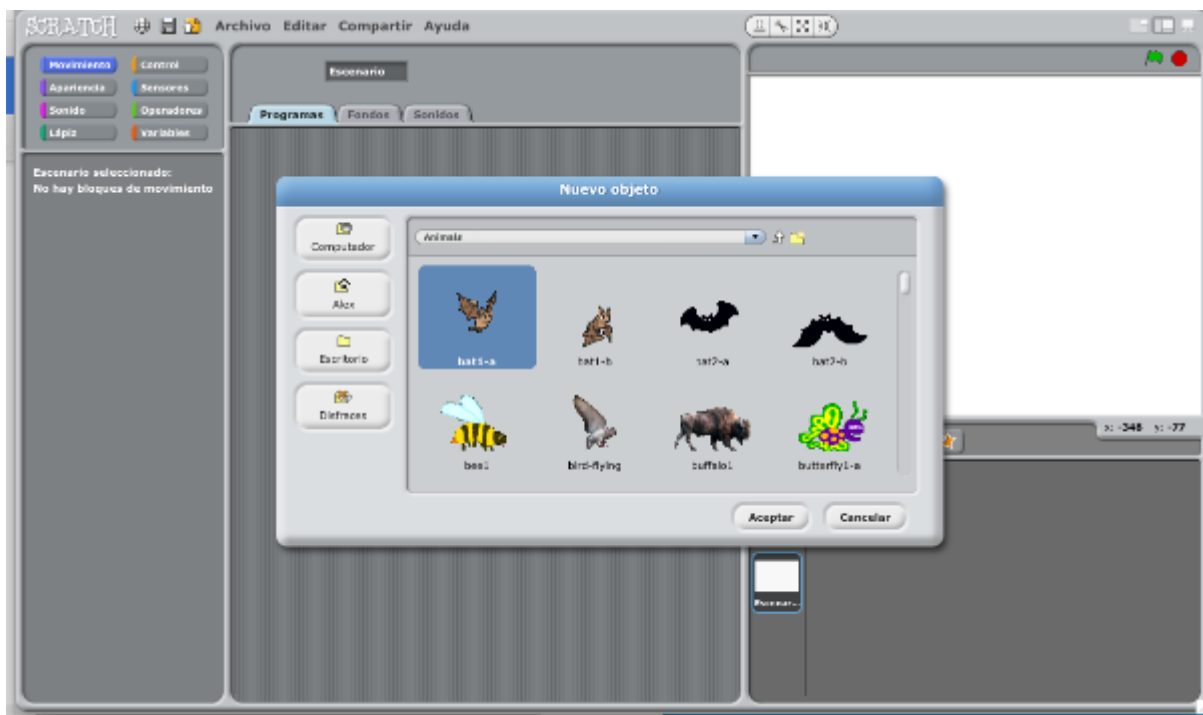 SCRATCH Archivo Editar Compartir Ayuda
Movimiento Control
Apariencia Sensores
Sonido Operadores
Lápiz Variables
Escenario
Programas Fondos Sonidos
Escenario seleccionado:
No hay bloques de movimiento
Nuevo objeto
Computador
Alex
Escritorio
Disfraces
Animals
bat1-a bat1-b bat2-a bat2-b
bee1 bird-flying buffalo1 butterfly1-a
Aceptar Cancelar
x: -348 y: -77
Escenar...